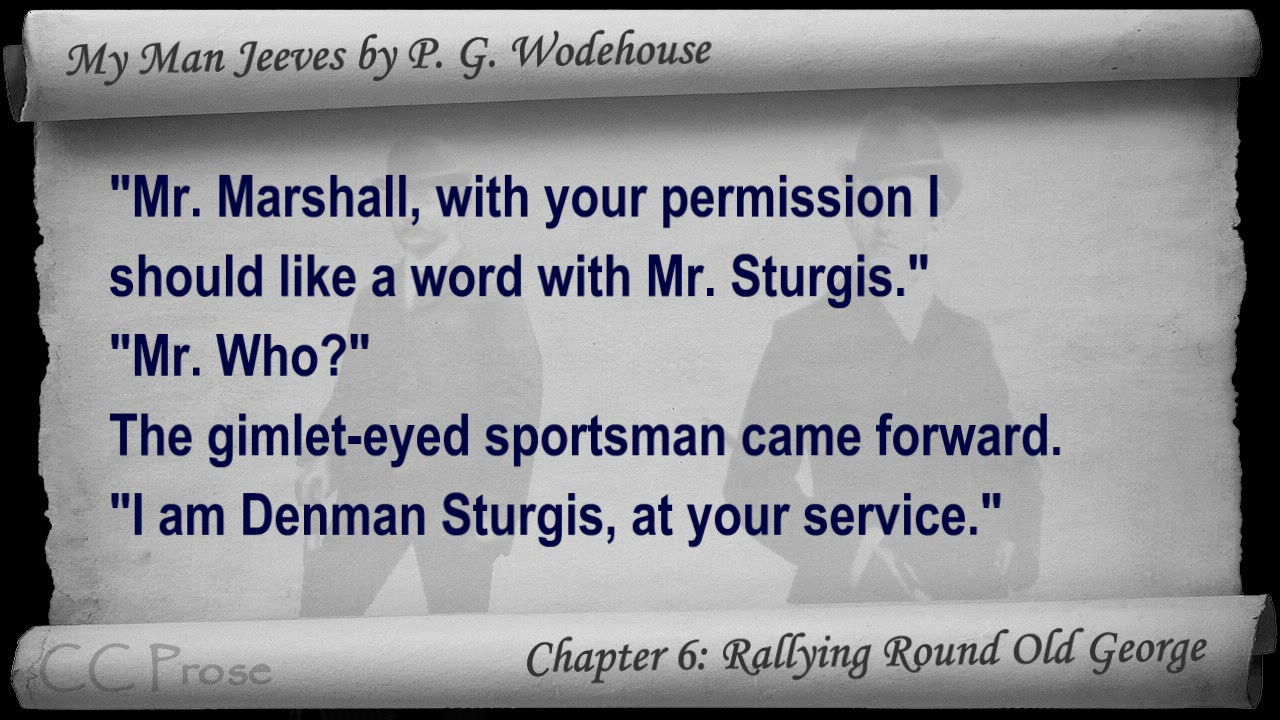 My Man Jeeves by P. G. Wodehouse
"Mr. Marshall, with your permission I
should like a word with Mr. Sturgis."
"Mr. Who?"
The gimlet-eyed sportsman came forward.
"I am Denman Sturgis, at your service."
CC Prose
Chapter 6: Rallying Round Old George